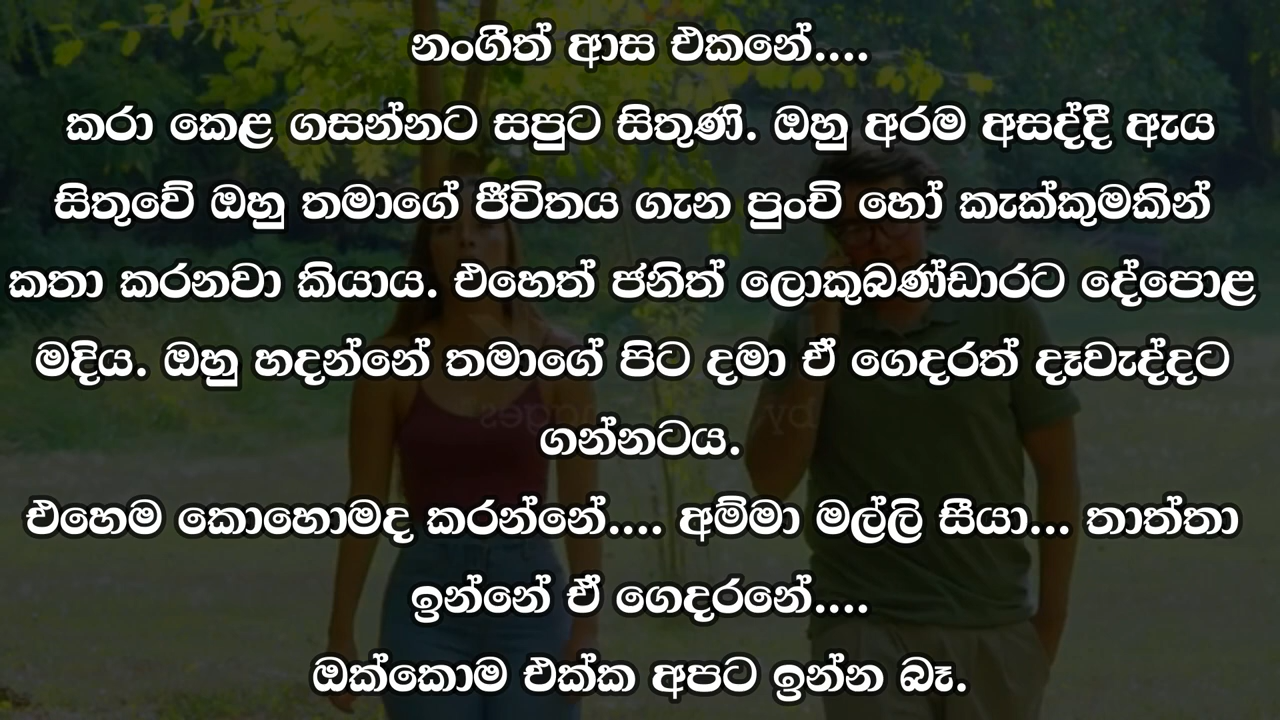 නංගීත් ආස එකනේ....
කරා කෙළ ගසන්නට සපුට සිතුණි. ඔහු අරම අසද්දී ඇය
සිතුවේ ඔහු තමාගේ ජීවිතය ගැන පුංචි හෝ කැක්කුමකින්
කතා කරනවා කියාය. එහෙත් ජනිත් ලොකුබණ්ඩාරට දේපොළ
මදිය. ඔහු හදන්නේ තමාගේ පිට දමා ඒ ගෙදරත් දෑවැද්දට
ගන්නටය.
එහෙම කොහොමද කරන්නේ.... අම්මා මල්ලි සීයා... තාත්තා
ඉන්නේ ඒ ගෙදරනේ....
ඔක්කොම එක්ක අපට ඉන්න බෑ.